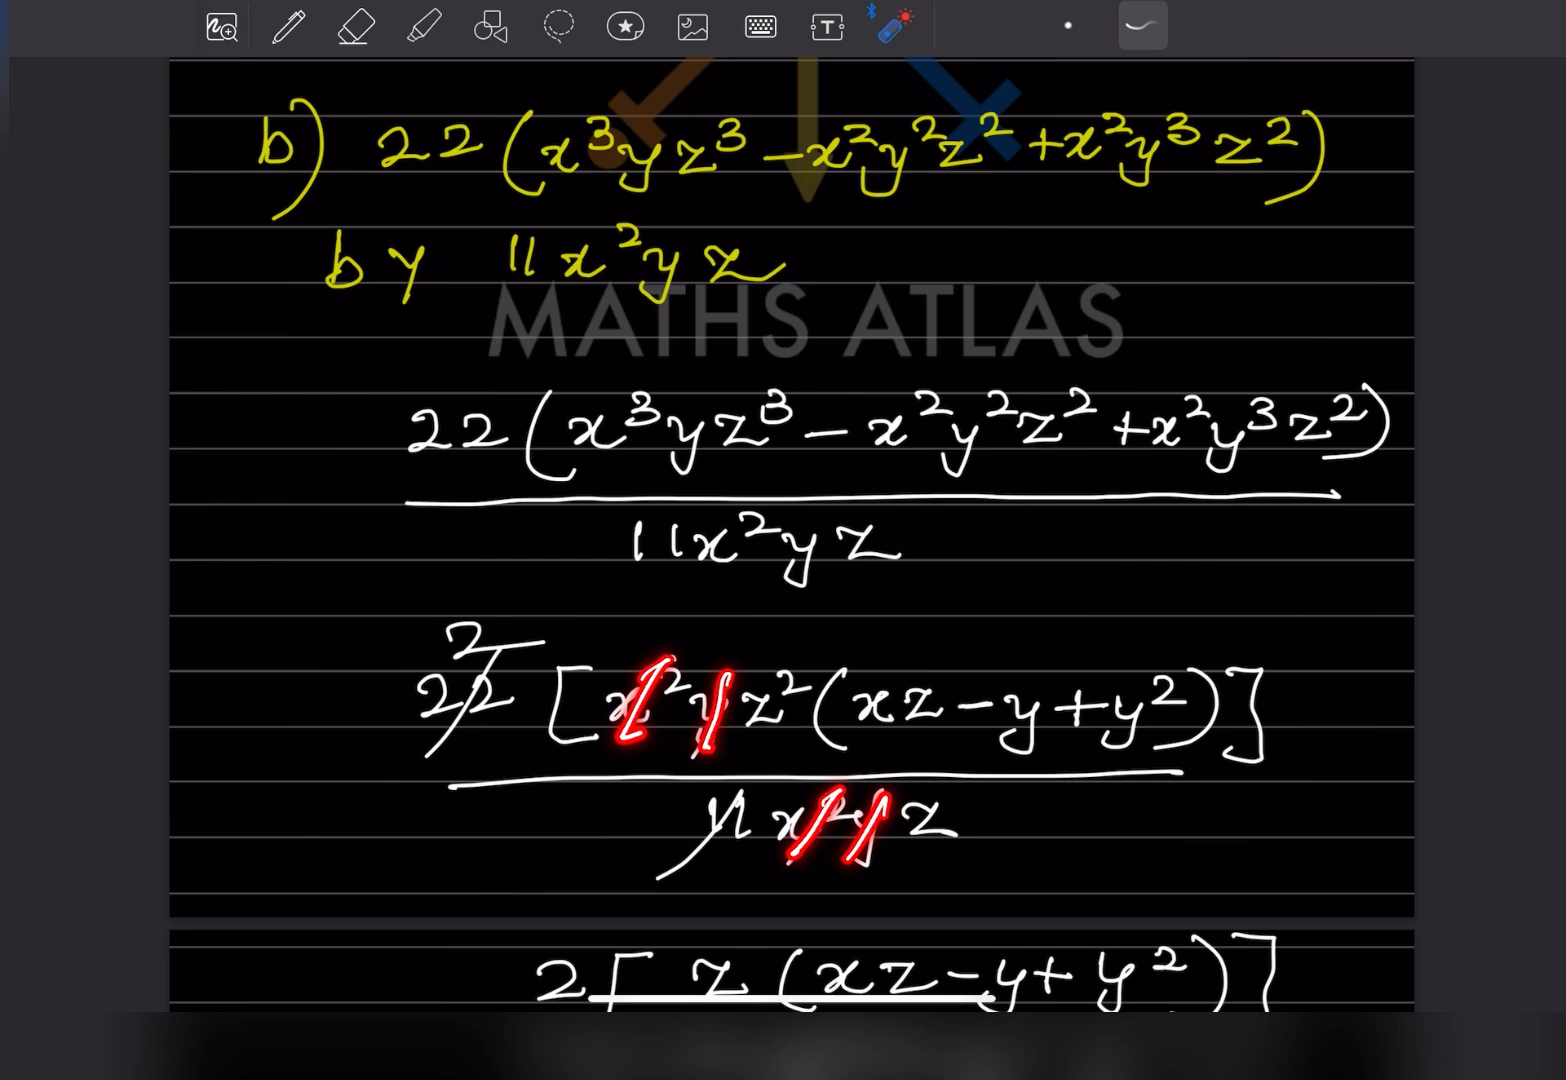 b) 22(x³yz³ - x²y²z² + x²y³z²)
by 11x²yz
MATHS ATLAS
22(x³yz³ - x²y²z² + x²y³z²)
11x²yz
2
22[x²yz²(xz - y + y²)]
11x²yz
2[z(xz - y + y²)]